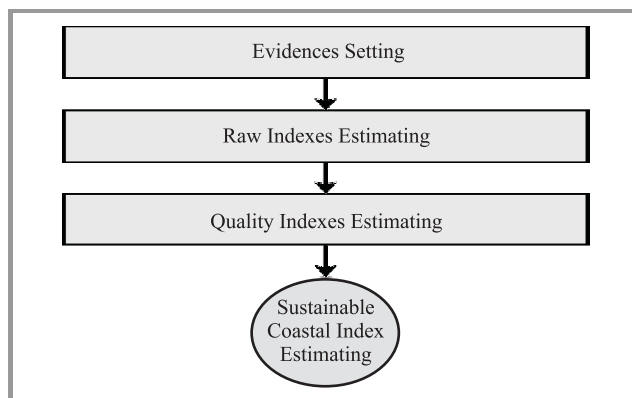 Evidences Setting
Raw Indexes Estimating
Quality Indexes Estimating
Sustainable
Coastal Index
Estimating